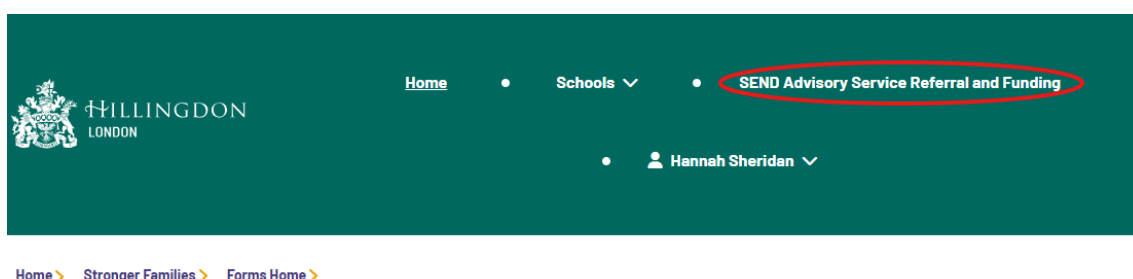 Home • Schools • SEND Advisory Service Referral and Funding
HILLINGDON
LONDON
• Hannah Sheridan
Home > Stronger Families > Forms Home >